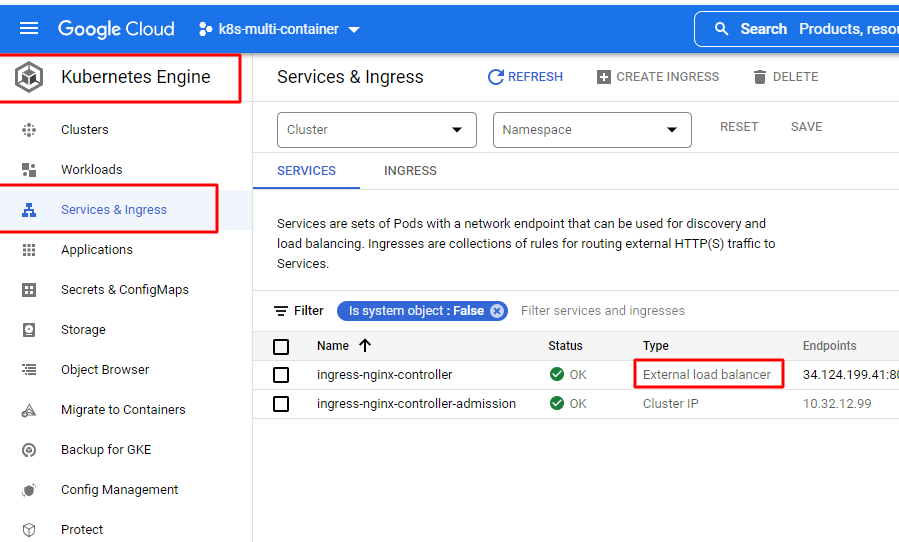 Google Cloud
k8s-multi-container
Search Products, resou
Kubernetes Engine
Clusters
Workloads
Services & Ingress
Applications
Secrets & ConfigMaps
Storage
Object Browser
Migrate to Containers
Backup for GKE
Config Management
Protect
Services & Ingress
REFRESH
CREATE INGRESS
DELETE
Cluster
Namespace
RESET
SAVE
SERVICES
INGRESS
Services are sets of Pods with a network endpoint that can be used for discovery and
load balancing. Ingresses are collections of rules for routing external HTTP(S) traffic to
Services.
Filter
Is system object : False
Filter services and ingresses
Name Status Type Endpoints
ingress-nginx-controller OK External load balancer 34.124.199.41:80
ingress-nginx-controller-admission OK Cluster IP 10.32.12.99